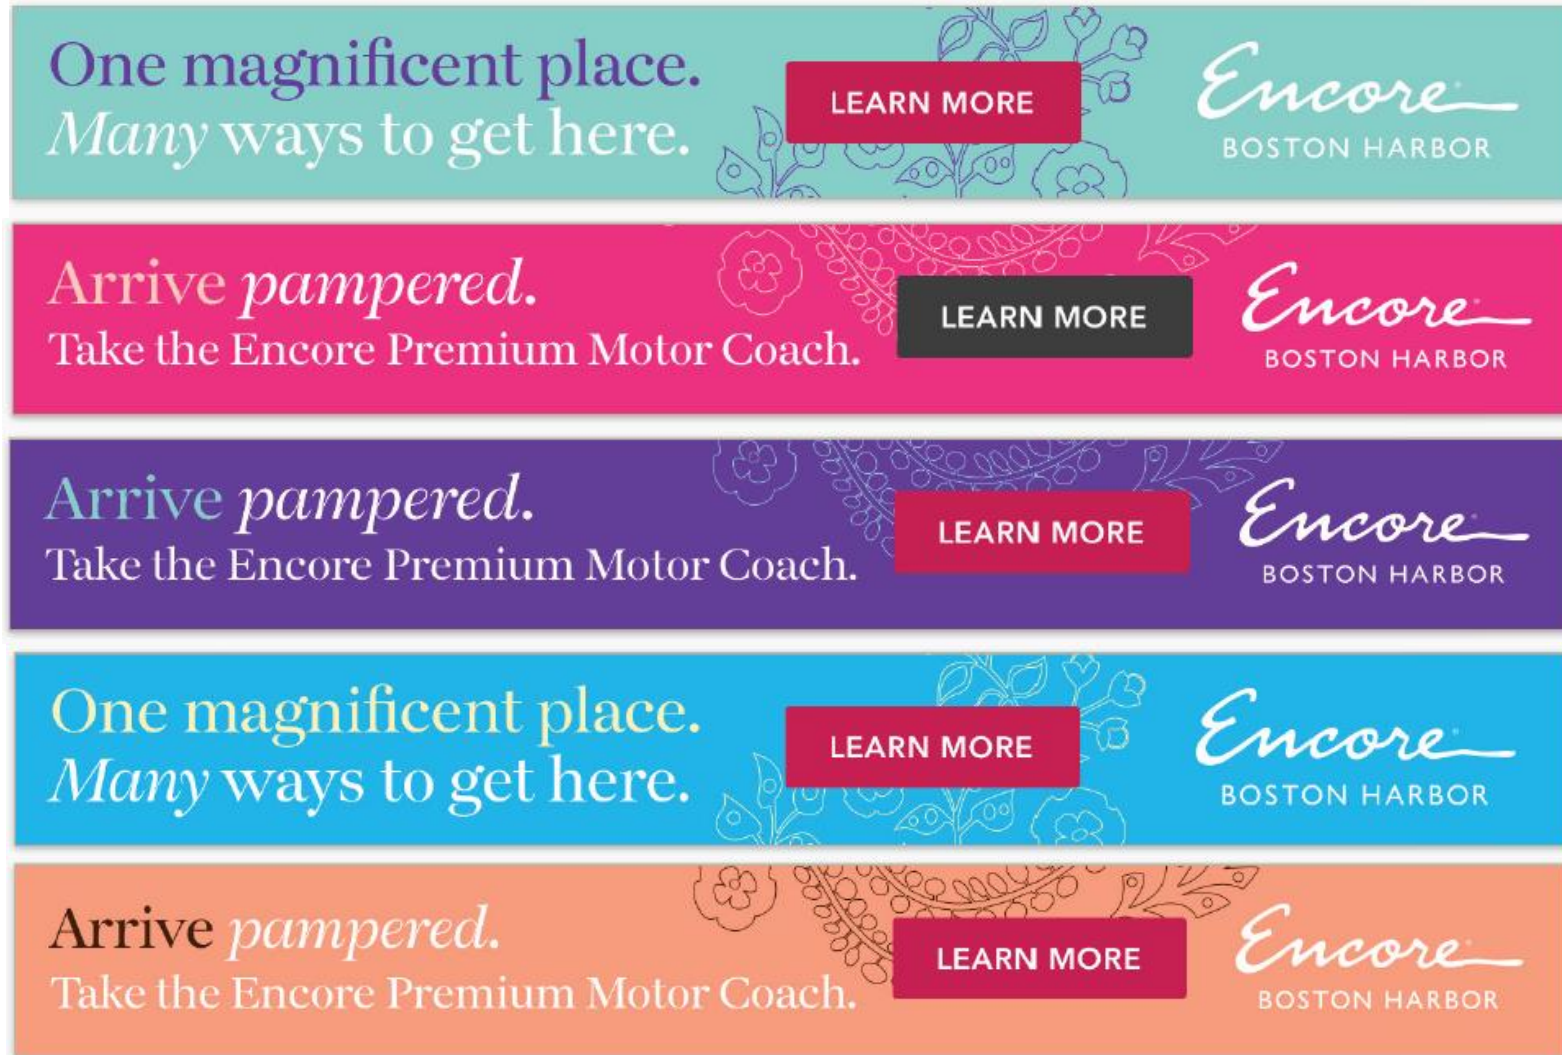 One magnificent place.
Many ways to get here.
LEARN MORE
Encore
BOSTON HARBOR
Arrive pampered.
Take the Encore Premium Motor Coach.
LEARN MORE
Encore
BOSTON HARBOR
Arrive pampered.
Take the Encore Premium Motor Coach.
LEARN MORE
Encore
BOSTON HARBOR
One magnificent place.
Many ways to get here.
LEARN MORE
Encore
BOSTON HARBOR
Arrive pampered.
Take the Encore Premium Motor Coach.
LEARN MORE
Encore
BOSTON HARBOR